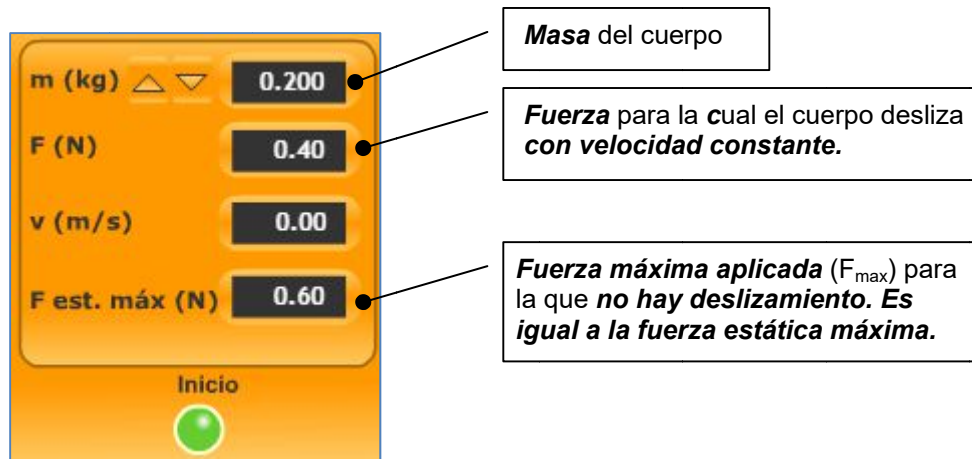 m (kg) 0.200
F (N) 0.40
v (m/s) 0.00
F est. máx (N) 0.60
Inicio
Masa del cuerpo
Fuerza para la cual el cuerpo desliza
con velocidad constante.
Fuerza máxima aplicada (Fmax) para
la que no hay deslizamiento. Es
igual a la fuerza estática máxima.